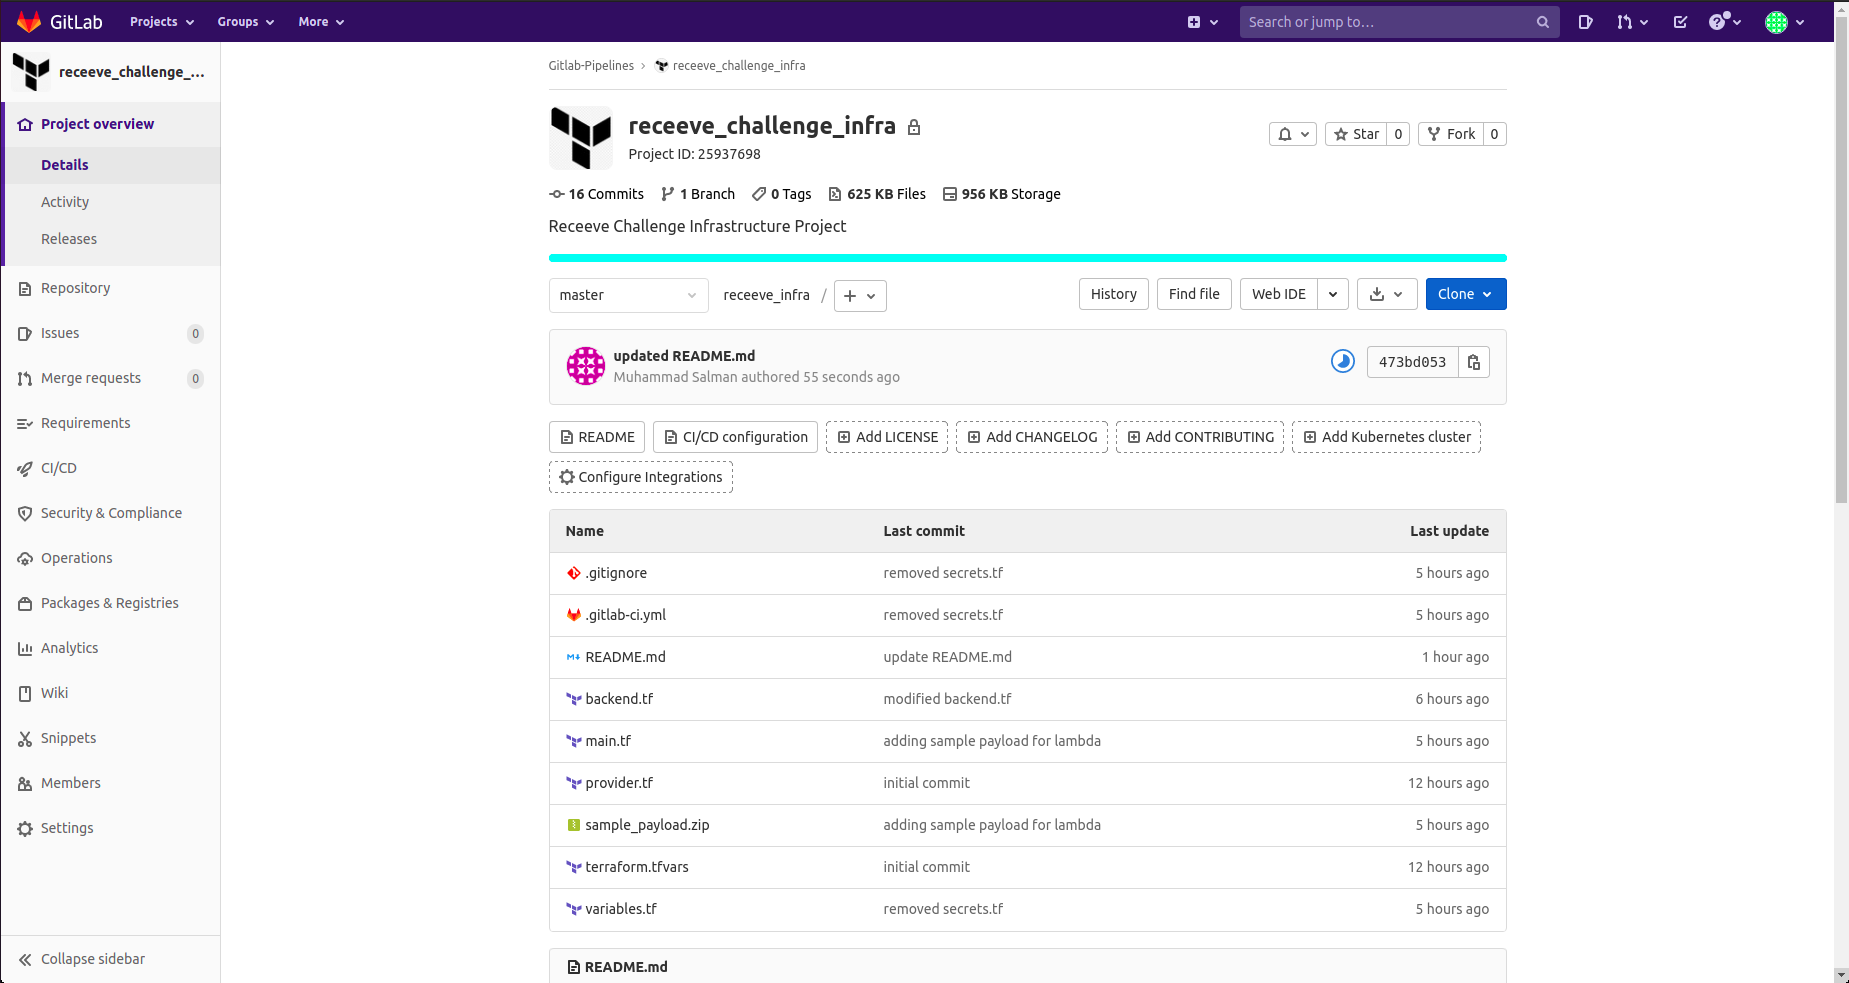 GitLab Projects Groups More Search or jump to…
receeve_challenge_...
Project overview
Details
Activity
Releases
Repository
Issues 0
Merge requests 0
Requirements
CI/CD
Security & Compliance
Operations
Packages & Registries
Analytics
Wiki
Snippets
Members
Settings
Collapse sidebar
Gitlab-Pipelines › receeve_challenge_infra
receeve_challenge_infra
Project ID: 25937698
Star 0 Fork 0
16 Commits 1 Branch 0 Tags 625 KB Files 956 KB Storage
Receeve Challenge Infrastructure Project
master receeve_infra / + History Find file Web IDE Clone
updated README.md
Muhammad Salman authored 55 seconds ago
473bd053
README CI/CD configuration Add LICENSE Add CHANGELOG Add CONTRIBUTING Add Kubernetes cluster
Configure Integrations
Name Last commit Last update
.gitignore removed secrets.tf 5 hours ago
.gitlab-ci.yml removed secrets.tf 5 hours ago
README.md update README.md 1 hour ago
backend.tf modified backend.tf 6 hours ago
main.tf adding sample payload for lambda 5 hours ago
provider.tf initial commit 12 hours ago
sample_payload.zip adding sample payload for lambda 5 hours ago
terraform.tfvars initial commit 12 hours ago
variables.tf removed secrets.tf 5 hours ago
README.md